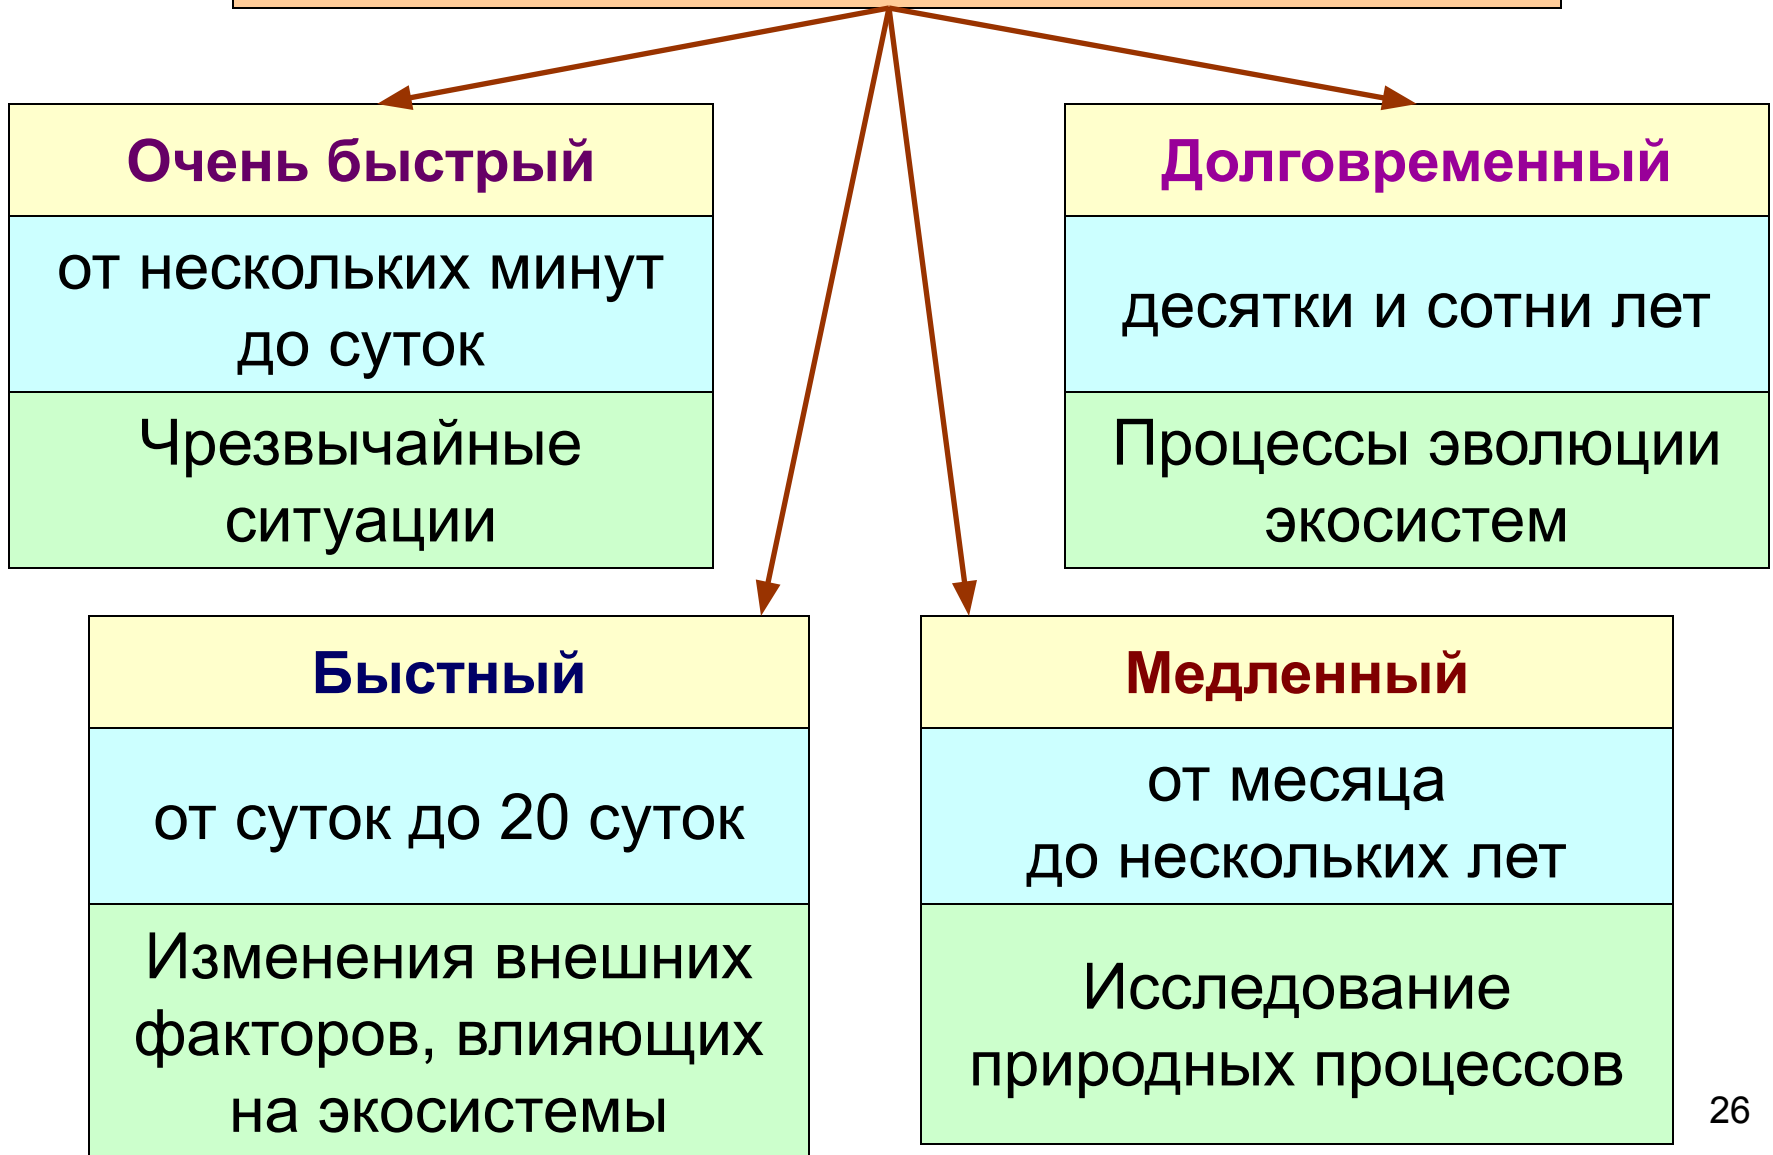 Очень быстрый
от нескольких минут
до суток
Чрезвычайные
ситуации
Долговременный
десятки и сотни лет
Процессы эволюции
экосистем
Быстный
от суток до 20 суток
Изменения внешних
факторов, влияющих
на экосистемы
Медленный
от месяца
до нескольких лет
Исследование
природных процессов
26